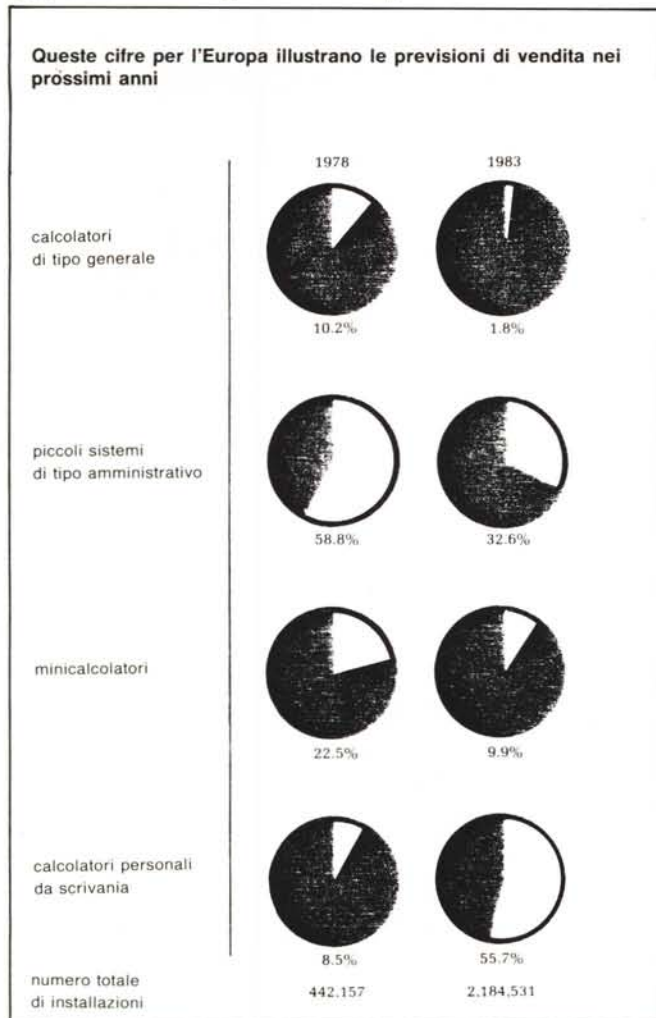 Queste cifre per l'Europa illustrano le previsioni di vendita nei
prossimi anni
1978 1983
calcolatori
di tipo generale
10.2% 1.8%
piccoli sistemi
di tipo amministrativo
58.8% 32.6%
minicalcolatori
22.5% 9.9%
calcolatori personali
da scrivania
8.5% 55.7%
numero totale
di installazioni
442.157 2.184.531